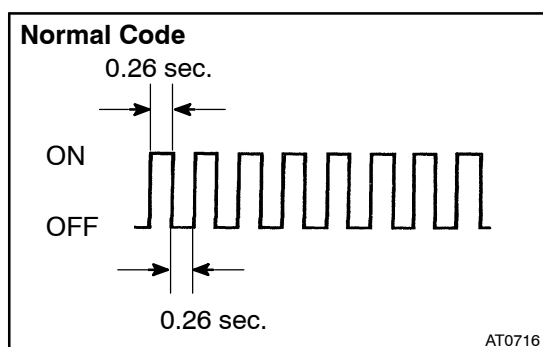 Normal Code
0.26 sec.
ON
OFF
0.26 sec.
AT0716